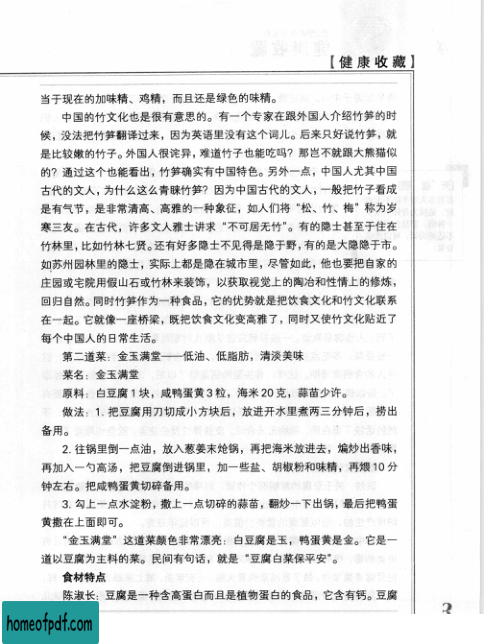 【健康收藏】
当于现在的加味精、鸡精，而且还是绿色的味精。
中国的竹文化也是很有意思的。有一个专家在跟外国人介绍竹笋的时
候，没法把竹笋翻译过来，因为英语里没有这个词儿。后来只好说竹笋，就
是比较嫩的竹子。外国人很诧异，难道竹子也能吃吗？那岂不就跟大熊猫似
的？通过这个也能看出，竹笋确实有中国特色。另外一点，中国人尤其中国
古代的文人，为什么这么青睐竹笋？因为中国古代的文人，一般把竹子看成
是有气节，是非常清高、高雅的一种象征，如人们将“松、竹、梅”称为岁
寒三友。在古代，许多文人雅士讲求“不可居无竹”。有的隐士甚至于住在
竹林里，比如竹林七贤。还有好多隐士不见得是隐于野，有的是大隐隐于市。
如苏州园林里的隐士，实际上都是隐在城市里，尽管如此，他也要把自家的
庄园或宅院用假山石或竹林来装饰，以获取视觉上的陶冶和性情上的修炼，
回归自然。同时竹笋作为一种食品，它的优势就是把饮食文化和竹文化联系
在一起。它就像一座桥梁，既把饮食文化变高雅了，同时又使竹文化贴近了
每个中国人的日常生活。
第二道菜：金玉满堂——低油、低脂肪，清淡美味
菜名：金玉满堂
原料：白豆腐1块，咸鸭蛋黄3粒，海米20克，蒜苗少许。
做法：1. 把豆腐用刀切成小方块后，放进开水里煮两三分钟后，捞出
备用。
2. 往锅里倒一点油，放入葱姜末炝锅，再把海米放进去，煸炒出香味，
再加入一勺高汤，把豆腐倒进锅里，加一些盐、胡椒粉和味精，再煨10分
钟左右。把咸鸭蛋黄切碎备用。
3. 勾上一点水淀粉，撒上一点切碎的蒜苗，翻炒一下出锅，最后把鸭蛋
黄撒在上面即可。
“金玉满堂”这道菜颜色非常漂亮：白豆腐是玉，鸭蛋黄是金。它是一
道以豆腐为主料的菜。民间有句话，就是“豆腐白菜保平安”。
食材特点
陈淑长：豆腐是一种含高蛋白而且是植物蛋白的食品，它含有钙。豆腐
3
homeofpdf.com